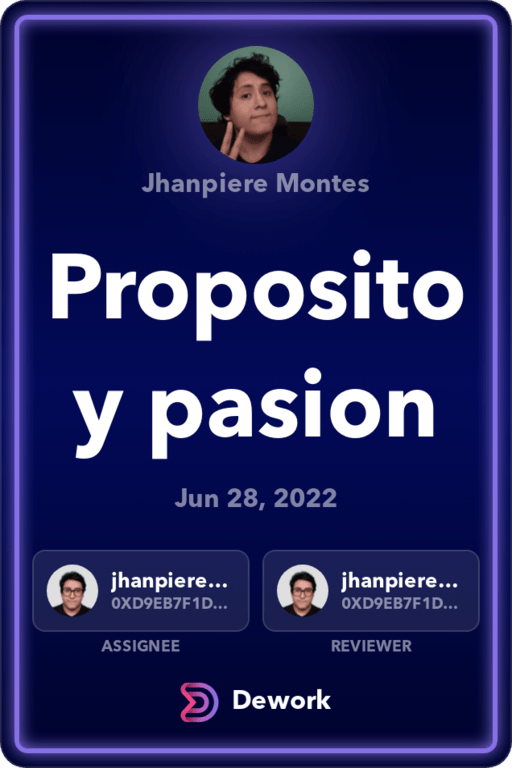 Jhanpiere Montes
Proposito
y pasion
Jun 28, 2022
jhanpiere...
0XD9EB7F1D...
ASSIGNEE
jhanpiere...
0XD9EB7F1D...
REVIEWER
Dework